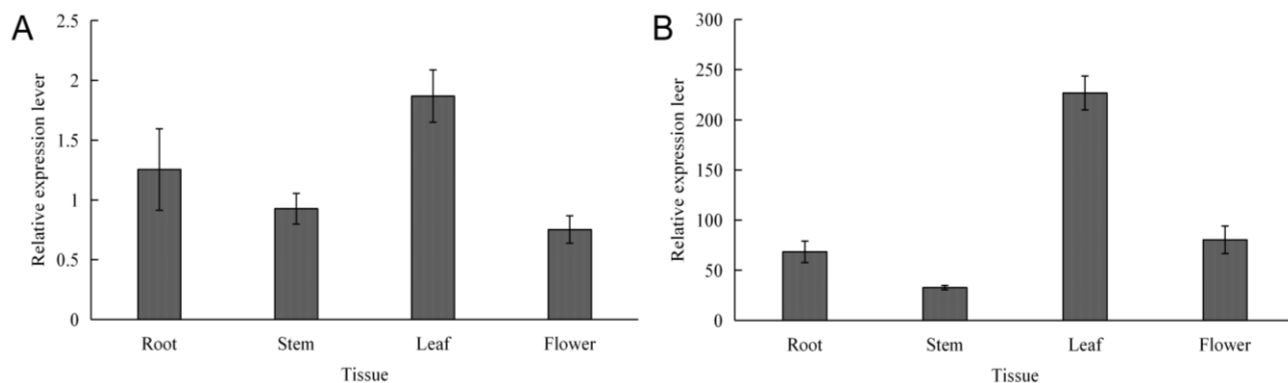 A
Relative expression lever
2.5
2
1.5
1
0.5
0
Root Stem Leaf Flower
Tissue
B
Relative expression leer
300
250
200
150
100
50
0
Root Stem Leaf Flower
Tissue